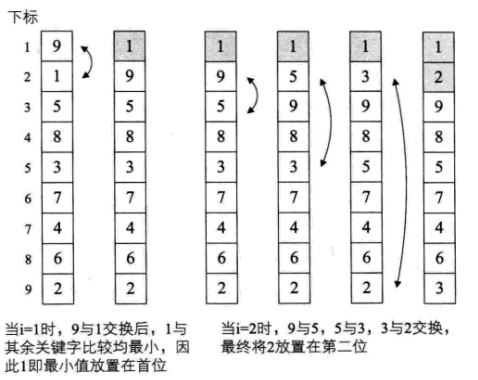 下标
1 9 1 1 1 1 1
2 1 9 9 5 3 2
3 5 5 5 9 9 9
4 8 8 8 8 8 8
5 3 3 3 3 5 5
6 7 7 7 7 7 7
7 4 4 4 4 4 4
8 6 6 6 6 6 6
9 2 2 2 2 2 3
当i=1时，9与1交换后，1与
其余关键字比较均最小，因
此1即最小值放置在首位
当i=2时，9与5，5与3，3与2交换，
最终将2放置在第二位